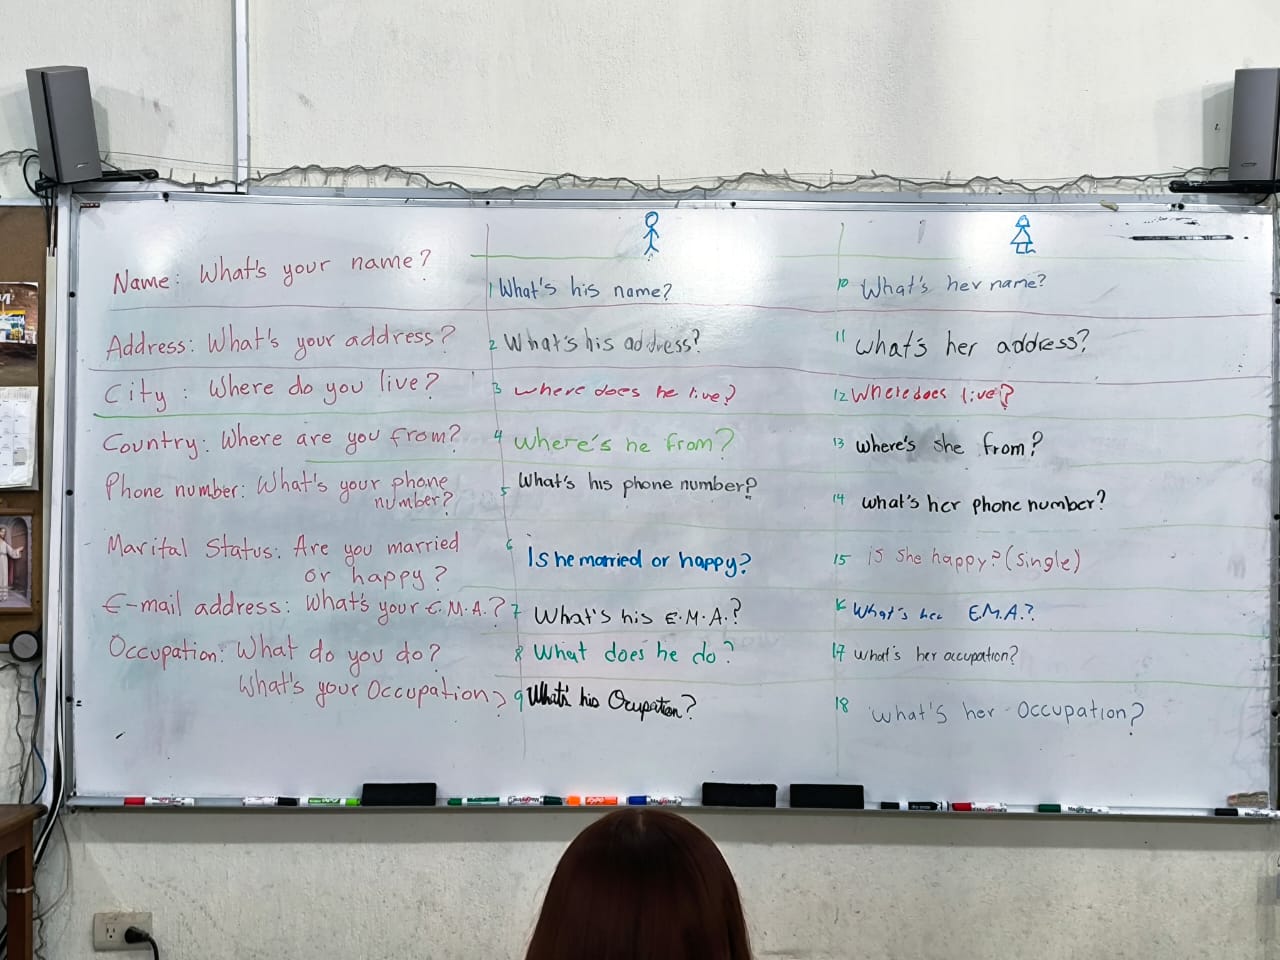 Name: What's your name?
Address: What's your address?
City: Where do you live?
Country: Where are you from?
Phone number: What's your phone
number?
Marital Status: Are you married
or happy?
E-mail address: What's your E.M.A.?
Occupation: What do you do?
What's your Occupation?
1 What's his name?
2 What's his address?
3 where does he live?
4 where's he from?
5 What's his phone number?
6 Is he married or happy?
7 What's his E.M.A.?
8 What does he do?
9 What's his Ocupation?
10 What's her name?
11 what's her address?
12 Where does live?
13 where's she from?
14 what's her phone number?
15 is she happy? (Single)
16 What's her E.M.A.?
17 what's her occupation?
18 what's her Occupation?